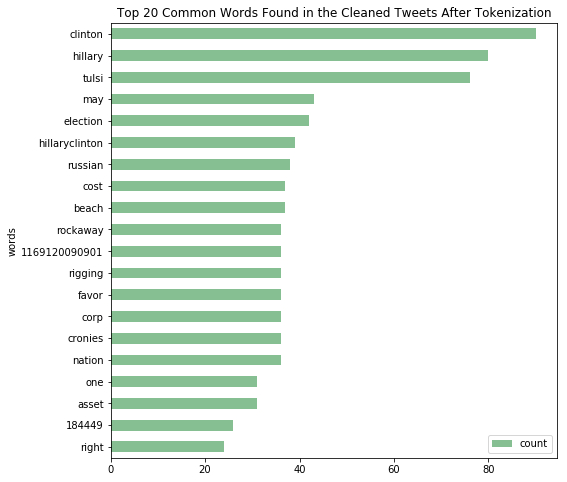 Top 20 Common Words Found in the Cleaned Tweets After Tokenization
words
clinton
hillary
tulsi
may
election
hillaryclinton
russian
cost
beach
rockaway
1169120090901
rigging
favor
corp
cronies
nation
one
asset
184449
right
count
0 20 40 60 80